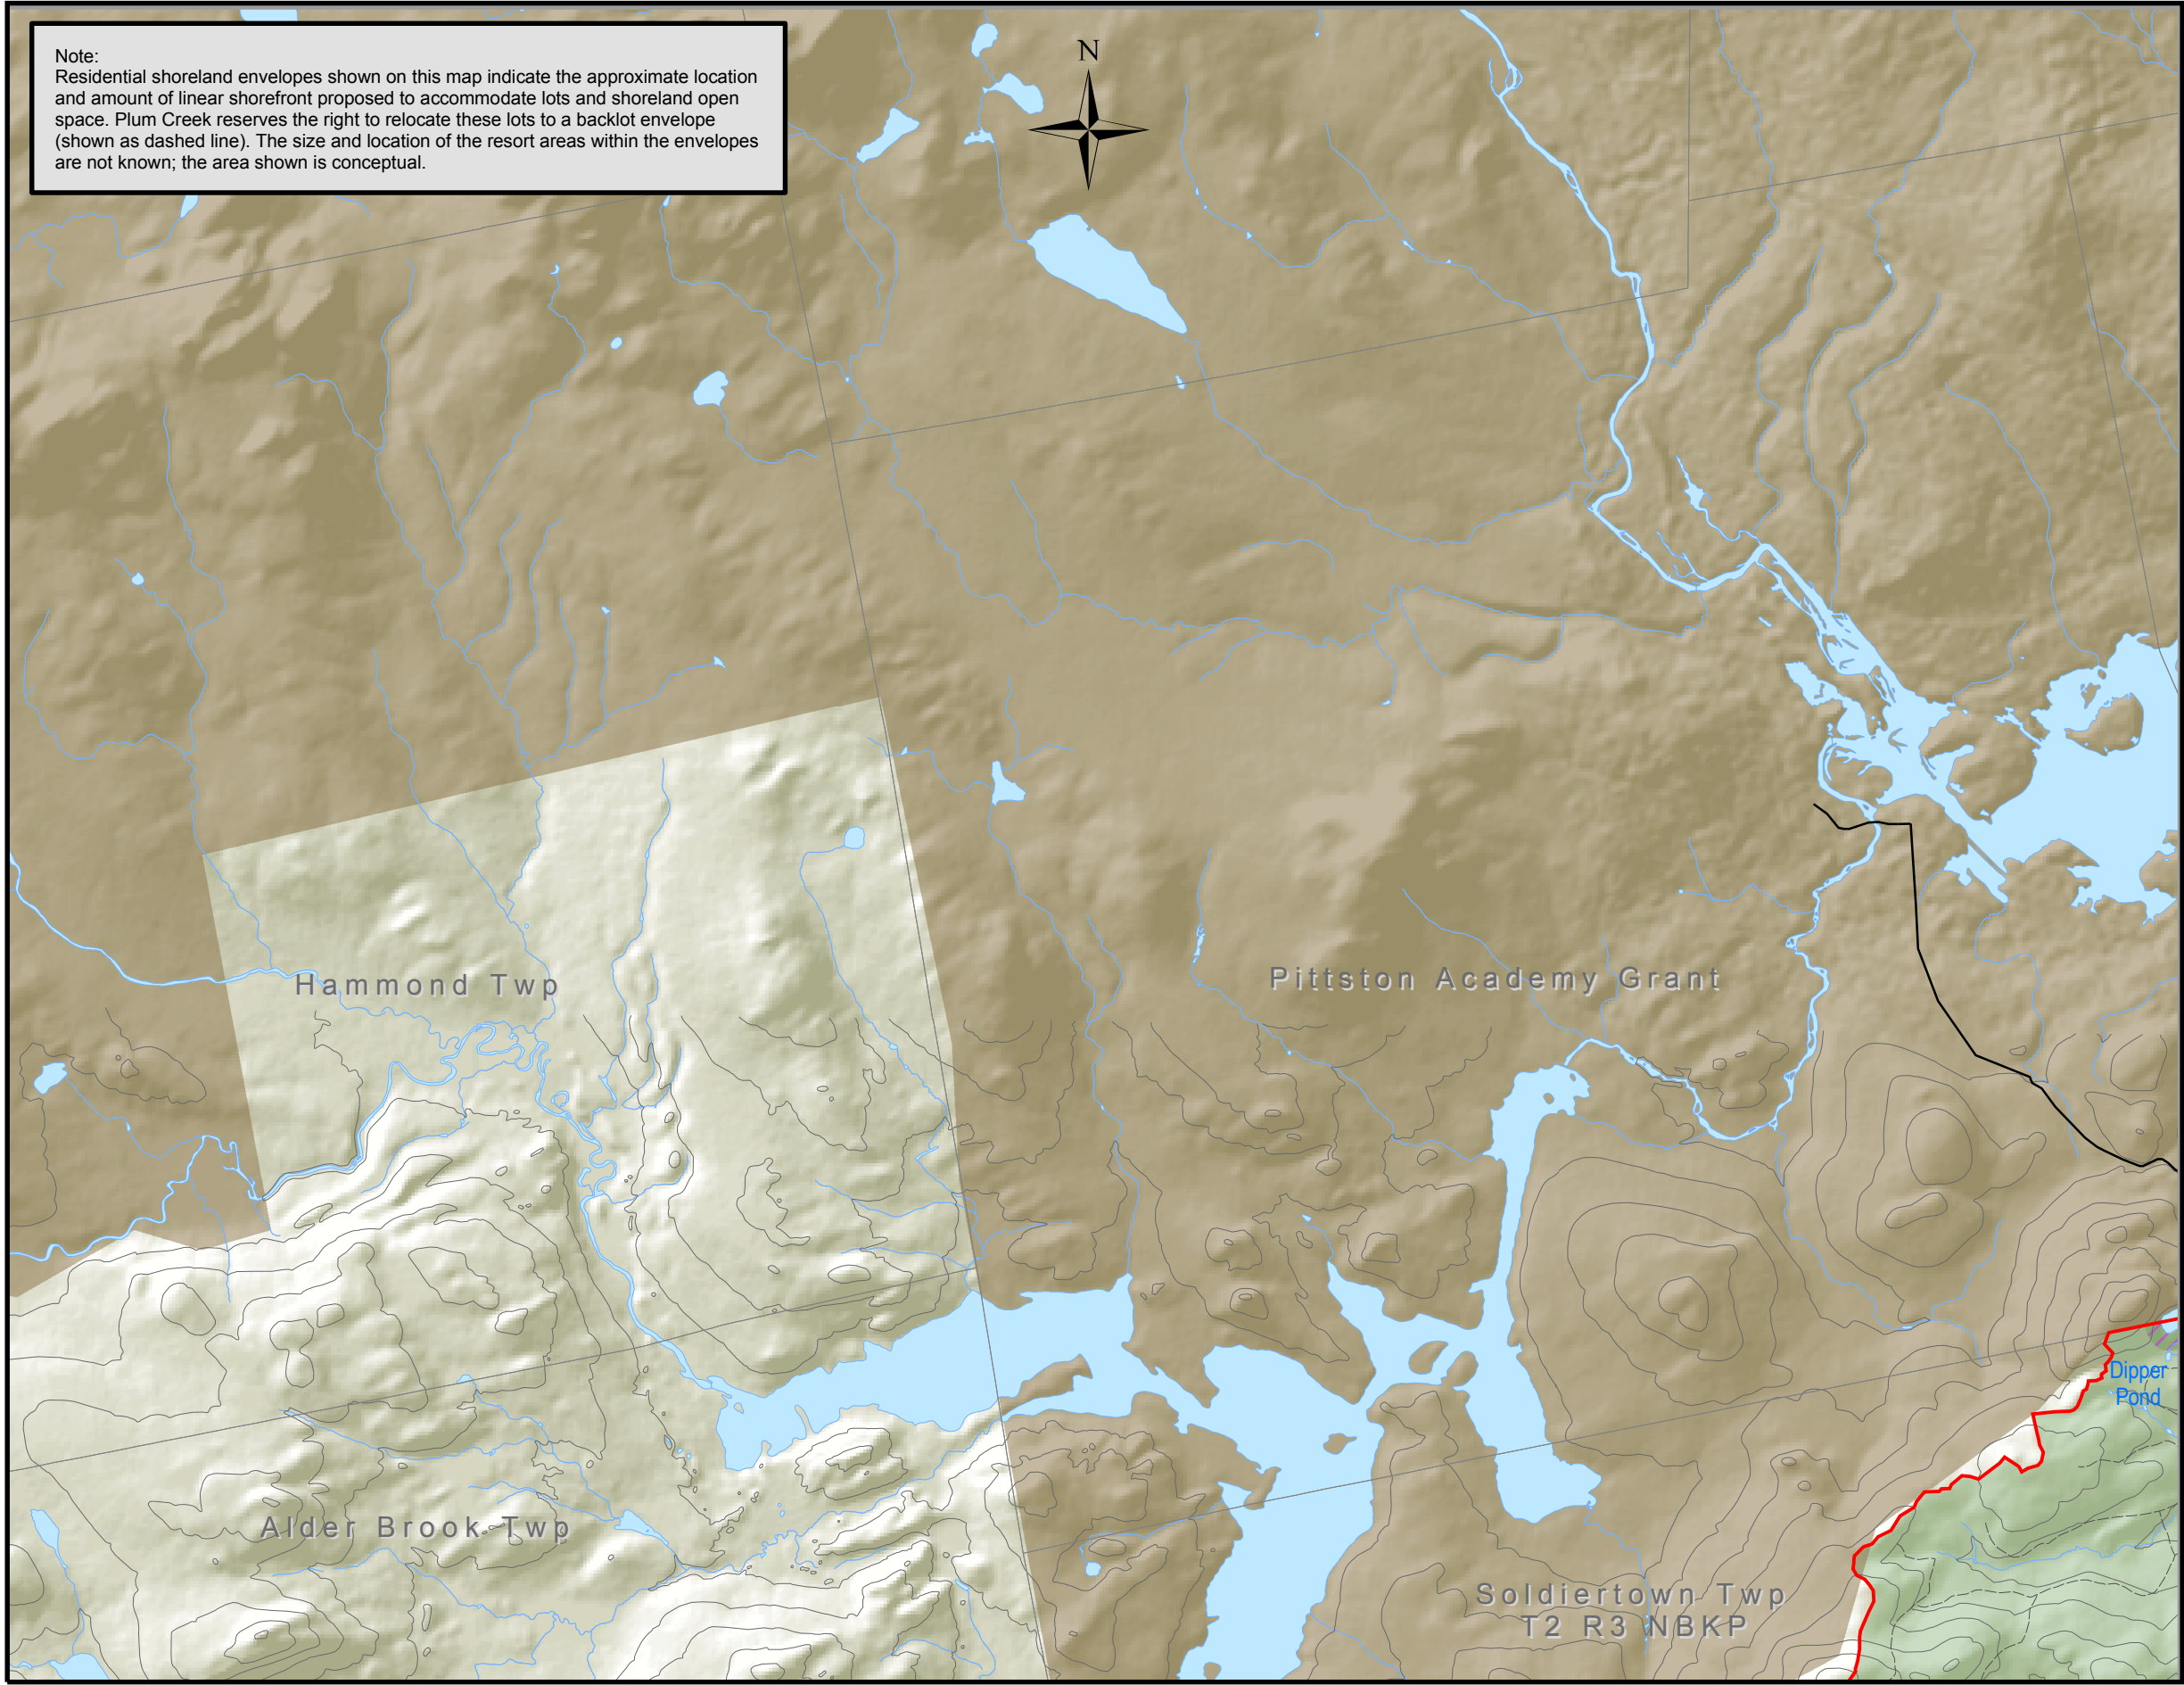 Note:
Residential shoreland envelopes shown on this map indicate the approximate location
and amount of linear shorefront proposed to accommodate lots and shoreland open
space. Plum Creek reserves the right to relocate these lots to a backlot envelope
(shown as dashed line). The size and location of the resort areas within the envelopes
are not known; the area shown is conceptual.
N
Hammond Twp
Pittston Academy Grant
Dipper
Pond
Alder Brook Twp
Soldiertown Twp
T2 R3 NBKP